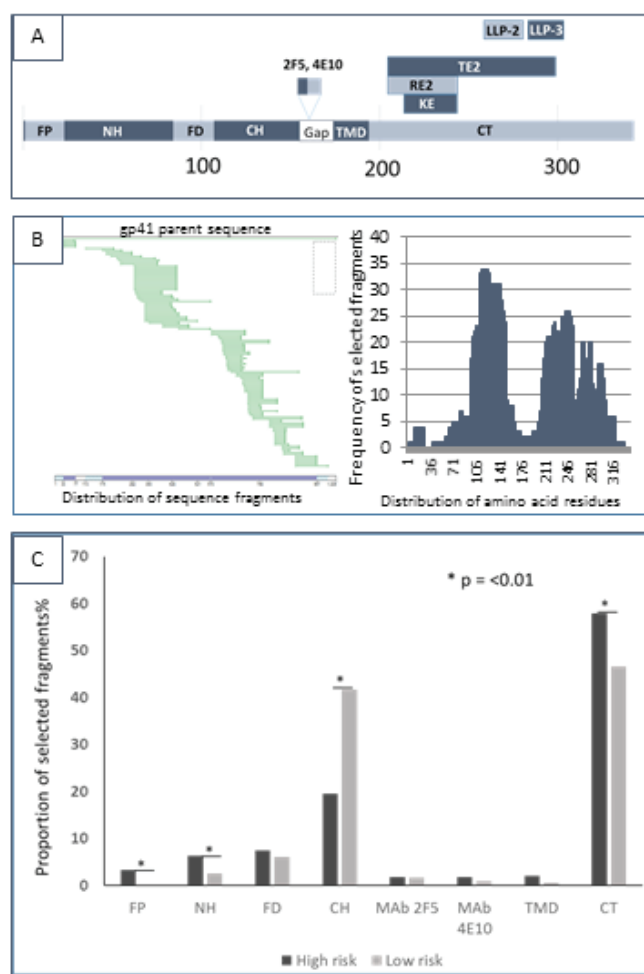 A
LLP-2 LLP-3
2F5, 4E10
TE2
RE2
KE
FP NH FD CH Gap TMD CT
100 200 300
B
gp41 parent sequence
Distribution of sequence fragments
Frequency of selected fragments
40
35
30
25
20
15
10
5
0
1 36 71 106 141 176 211 246 281 316
Distribution of amino acid residues
C
* p = <0.01
Proportion of selected fragments%
70
60
50
40
30
20
10
0
* * * *
FP NH FD CH MAb 2F5 MAb 4E10 TMD CT
High risk Low risk